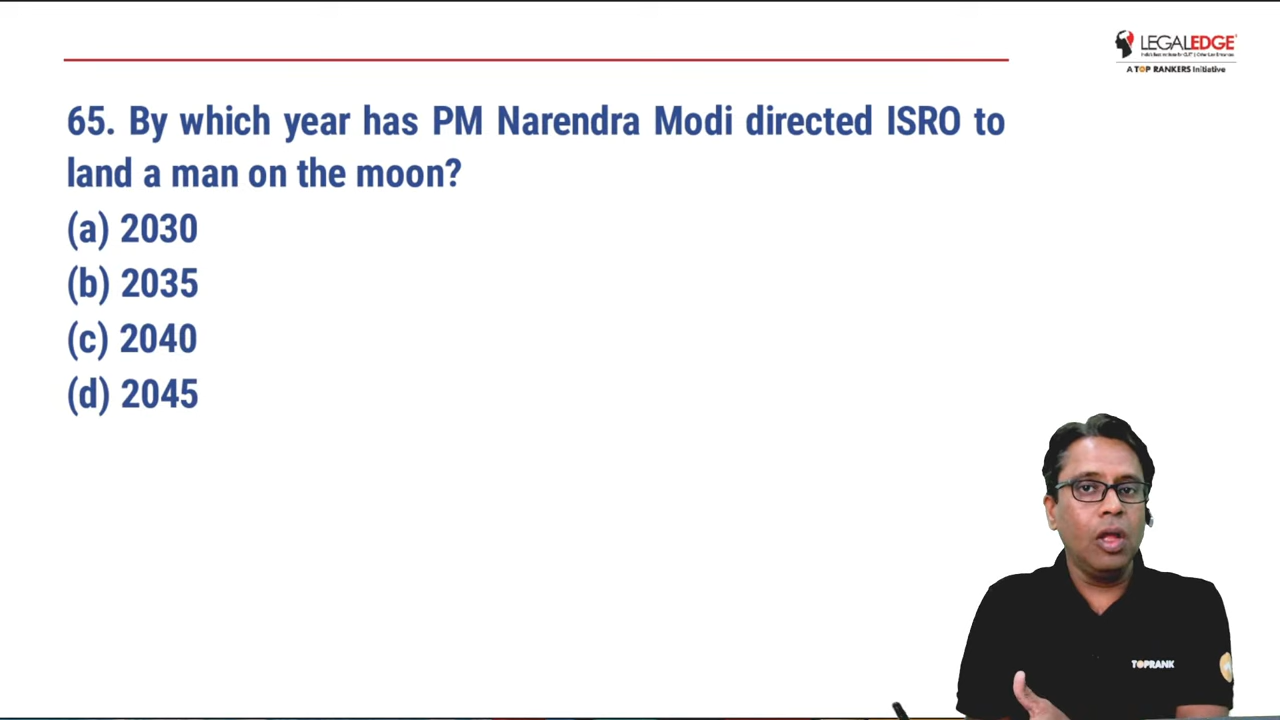 LEGALEDGE
A TOP RANKERS Initiative
65. By which year has PM Narendra Modi directed ISRO to
land a man on the moon?
(a) 2030
(b) 2035
(c) 2040
(d) 2045
TOPRANK